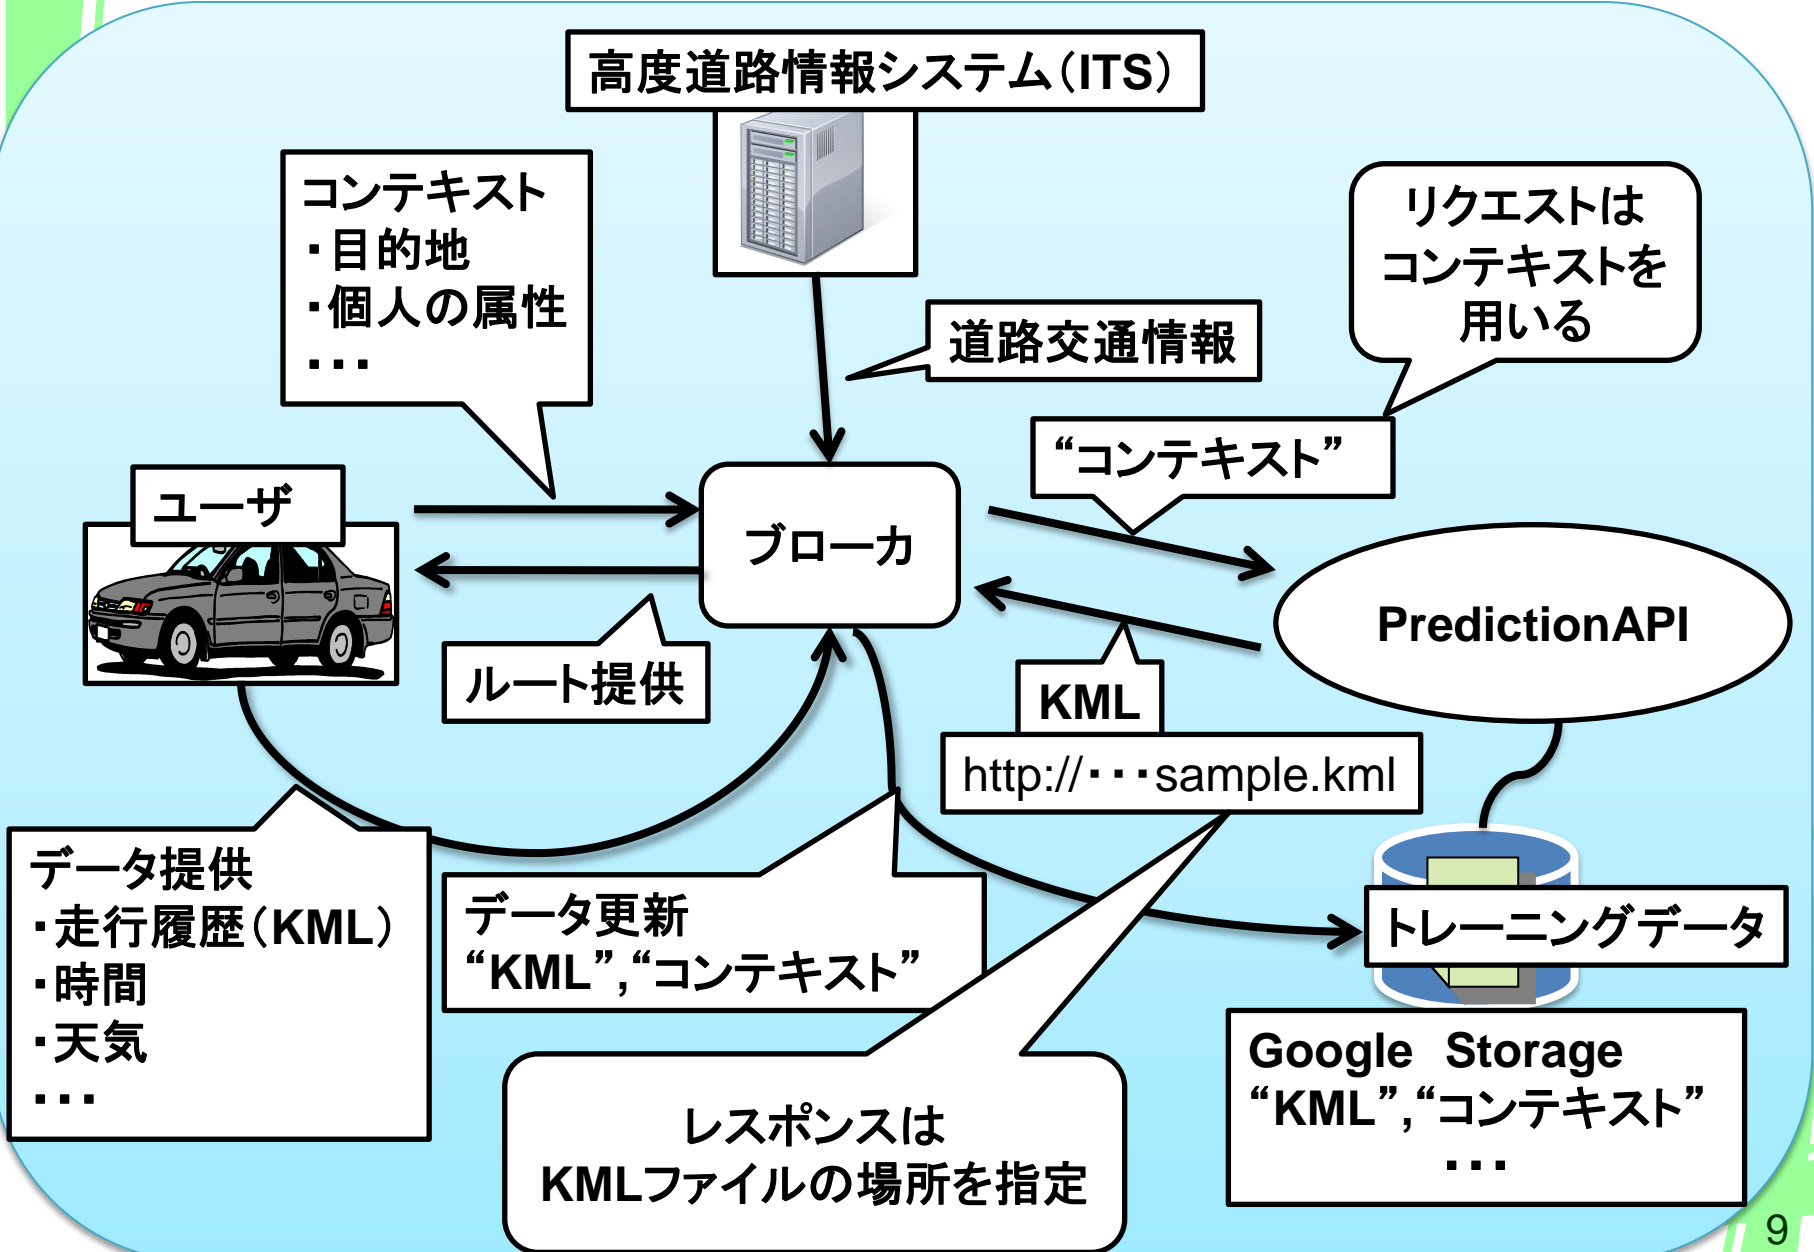 高度道路情報システム（ITS）
コンテキスト
・目的地
・個人の属性
・・・
リクエストは
コンテキストを
用いる
道路交通情報
“コンテキスト”
ユーザ
ブローカ
PredictionAPI
ルート提供
KML
http://・・・sample.kml
データ提供
・走行履歴（KML）
・時間
・天気
・・・
データ更新
“KML”,“コンテキスト”
トレーニングデータ
Google　Storage
“KML”,“コンテキスト”
・・・
レスポンスは
KMLファイルの場所を指定
9